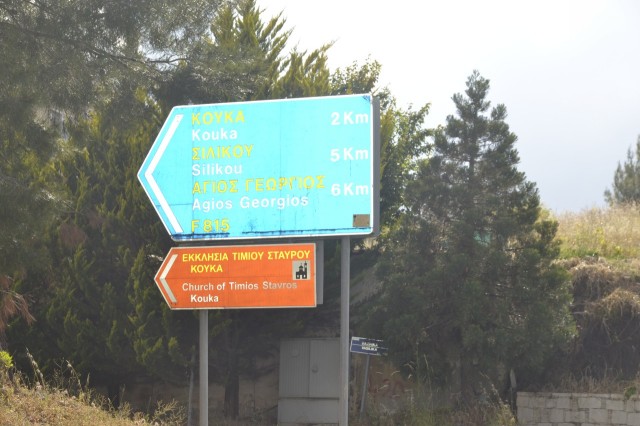 ΚΟΥΚΑ 2 Km
Kouka
ΣΙΛΙΚΟΥ 5 Km
Silikou
ΑΓΙΟΣ ΓΕΩΡΓΙΟΣ 6 Km
Agios Georgios
F 815
ΕΚΚΛΗΣΙΑ ΤΙΜΙΟΥ ΣΤΑΥΡΟΥ
ΚΟΥΚΑ
Church of Timios Stavros
Kouka